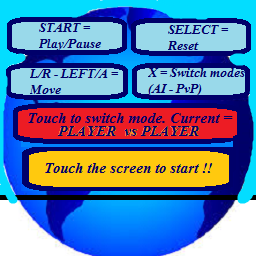 START =
Play/Pause
SELECT =
Reset
L/R - LEFT/A =
Move
X = Switch modes
(AI - PvP)
Touch to switch mode. Current =
PLAYER vs PLAYER
Touch the screen to start !!